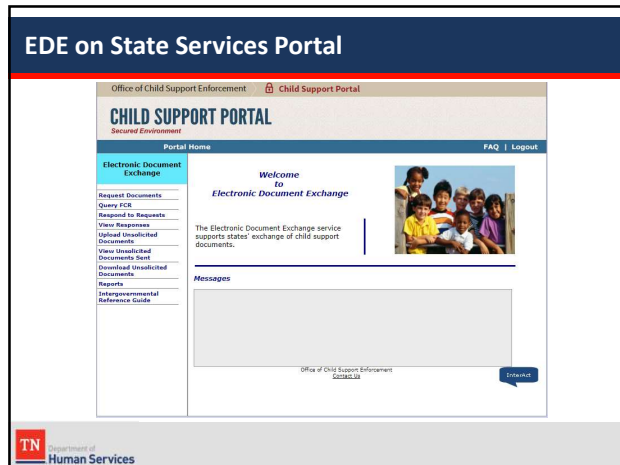 EDE on State Services Portal
Office of Child Support Enforcement
Child Support Portal
CHILD SUPPORT PORTAL
Secured Environment
Portal Home
FAQ | Logout
Electronic Document
Exchange
Request Documents
Query FCR
Respond to Requests
View Responses
Upload Unsolicited
Documents
View Unsolicited
Documents Sent
Download Unsolicited
Documents
Reports
Intergovernmental
Reference Guide
Welcome
to
Electronic Document Exchange
The Electronic Document Exchange service
supports states' exchange of child support
documents.
Messages
Office of Child Support Enforcement
Contact Us
InterAct
TN
Department of
Human Services